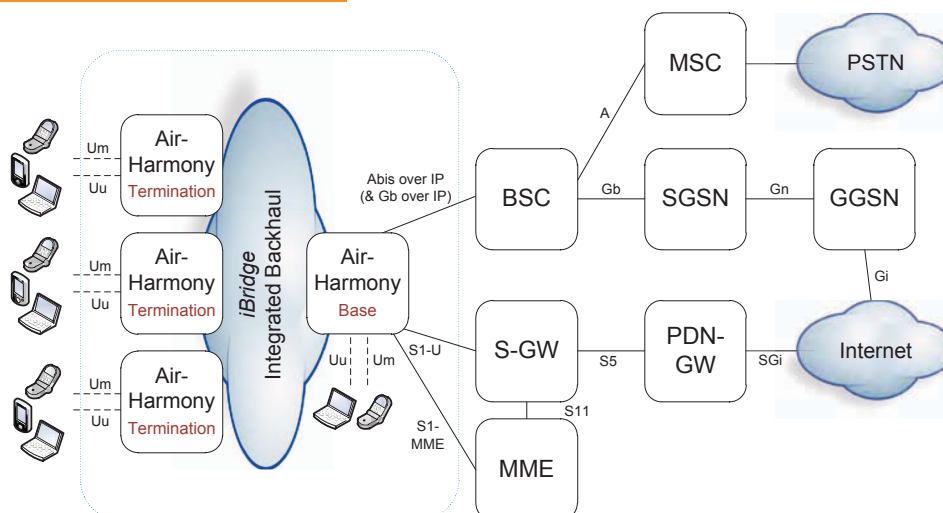 MSC
PSTN
A
Um
Uu
Air-
Harmony
Termination
Abis over IP
(& Gb over IP)
BSC
Gb
SGSN
Gn
GGSN
Um
Uu
Air-
Harmony
Termination
iBridge
Integrated Backhaul
Air-
Harmony
Base
Gi
Uu
Um
S1-U
S-GW
S5
PDN-
GW
SGi
Internet
Um
Uu
Air-
Harmony
Termination
S1-
MME
S11
MME